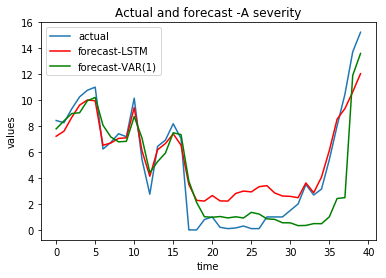 Actual and forecast -A severity
actual
forecast-LSTM
forecast-VAR(1)
values
16
14
12
10
8
6
4
2
0
0 5 10 15 20 25 30 35 40
time